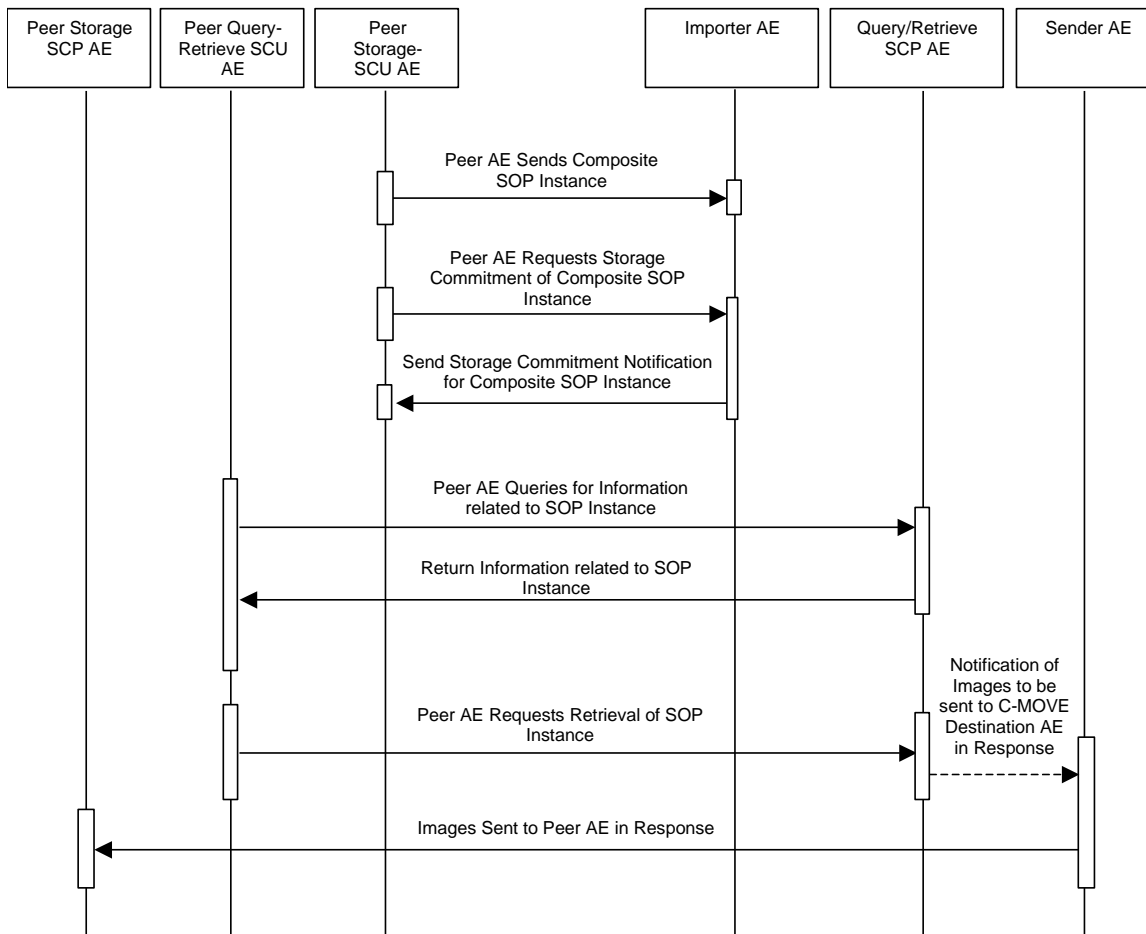 Peer Storage
SCP AE
Peer Query-
Retrieve SCU
AE
Peer
Storage-
SCU AE
Importer AE
Query/Retrieve
SCP AE
Sender AE
Peer AE Sends Composite
SOP Instance
Peer AE Requests Storage
Commitment of Composite SOP
Instance
Send Storage Commitment Notification
for Composite SOP Instance
Peer AE Queries for Information
related to SOP Instance
Return Information related to SOP
Instance
Notification of
Images to be
sent to C-MOVE
Destination AE
in Response
Peer AE Requests Retrieval of SOP
Instance
Images Sent to Peer AE in Response